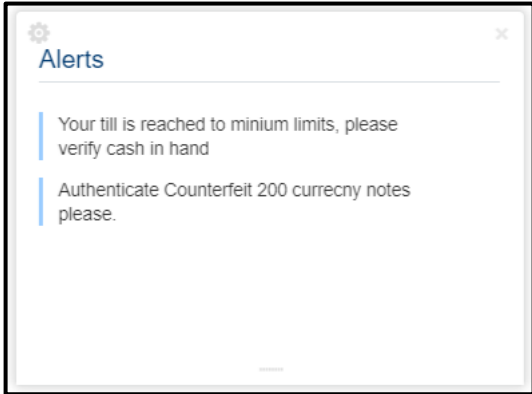 Alerts
Your till is reached to minium limits, please
verify cash in hand
Authenticate Counterfeit 200 currecny notes
please.